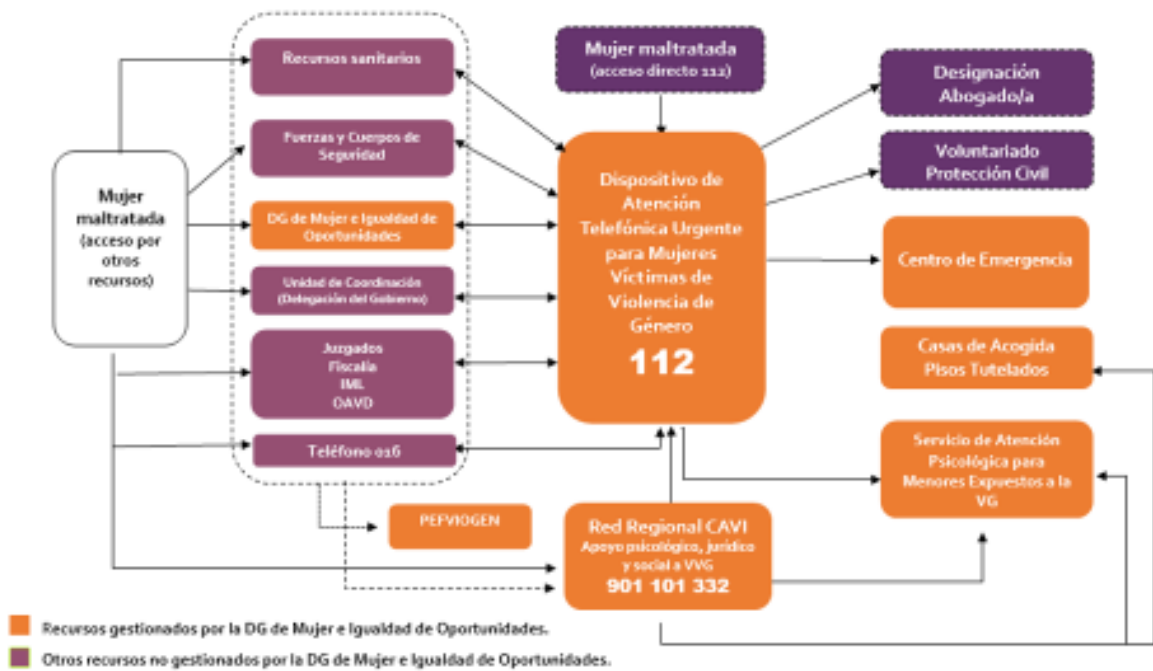 Mujer
maltratada
(acceso por
otros
recursos)
Recursos sanitarios
Fuerzas y Cuerpos de
Seguridad
DG de Mujer e Igualdad de
Oportunidades
Unidad de Coordinación
(Delegación del Gobierno)
Juzgados
Fiscalía
IML
OAVD
Teléfono 016
PEFVIOGEN
Mujer maltratada
(acceso directo 112)
Dispositivo de
Atención
Telefónica Urgente
para Mujeres
Víctimas de
Violencia de
Género
112
Red Regional CAVI
Apoyo psicológico, jurídico
y social a VVG
901 101 332
Designación
Abogado/a
Voluntariado
Protección Civil
Centro de Emergencia
Casas de Acogida
Pisos Tutelados
Servicio de Atención
Psicológica para
Menores Expuestos a la
VG
Recursos gestionados por la DG de Mujer e Igualdad de Oportunidades.
Otros recursos no gestionados por la DG de Mujer e Igualdad de Oportunidades.